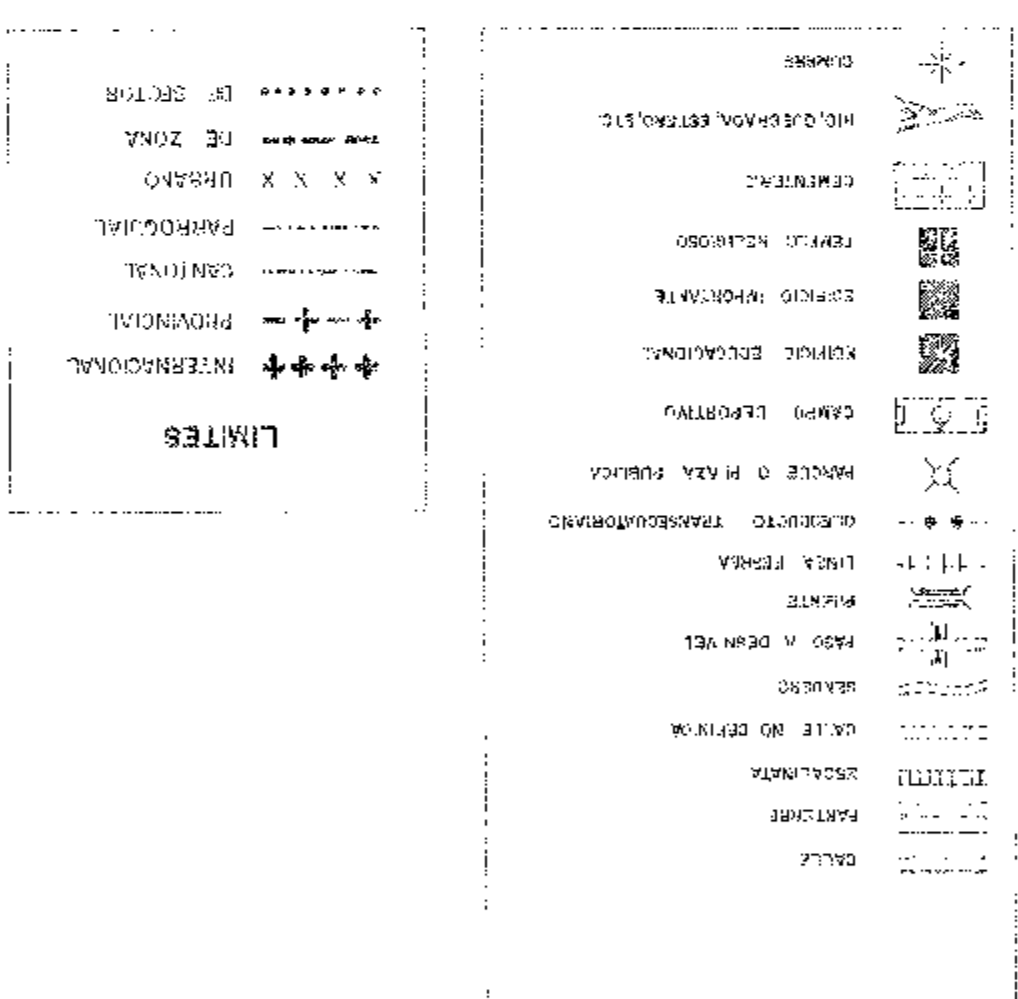 CALLE
PARTERRE
ESCALINATA
CALLE NO DEFINIDA
SENDERO
PASO A DESNIVEL
PUENTE
LINEA FERREA
OLEODUCTO TRANSECUATORIANO
PARQUE O PLAZA PUBLICA
CAMPO DEPORTIVO
EDIFICIO EDUCACIONAL
EDIFICIO IMPORTANTE
TEMPLO RELIGIOSO
CEMENTERIO
RIO, QUEBRADA, ESTERO, ETC.
CUMBRE
LIMITES
INTERNACIONAL
PROVINCIAL
CANTONAL
PARROQUIAL
URBANO
DE ZONA
DE SECTOR